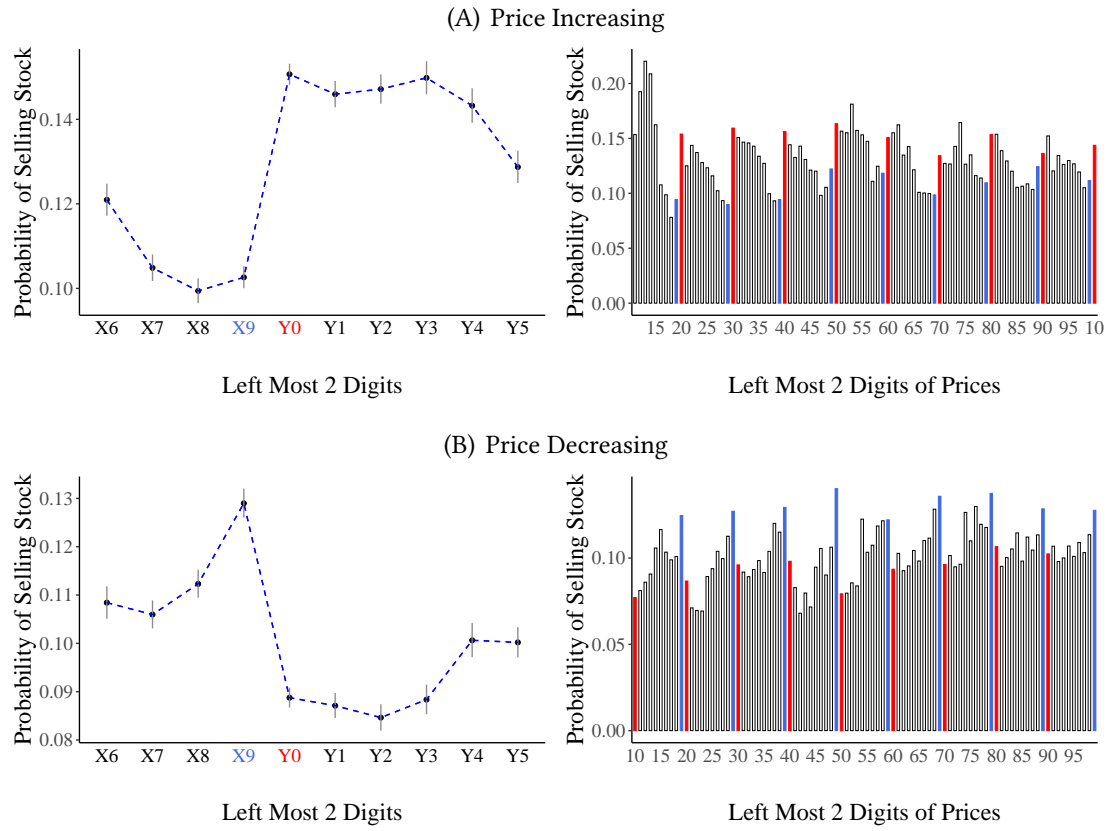 (A) Price Increasing
Probability of Selling Stock
0.14
0.12
0.10
X6 X7 X8 X9 Y0 Y1 Y2 Y3 Y4 Y5
Left Most 2 Digits
Probability of Selling Stock
0.20
0.15
0.10
0.05
0.00
15 20 25 30 35 40 45 50 55 60 65 70 75 80 85 90 95 10
Left Most 2 Digits of Prices
(B) Price Decreasing
Probability of Selling Stock
0.13
0.12
0.11
0.10
0.09
0.08
X6 X7 X8 X9 Y0 Y1 Y2 Y3 Y4 Y5
Left Most 2 Digits
Probability of Selling Stock
0.10
0.05
0.00
10 15 20 25 30 35 40 45 50 55 60 65 70 75 80 85 90 95
Left Most 2 Digits of Prices